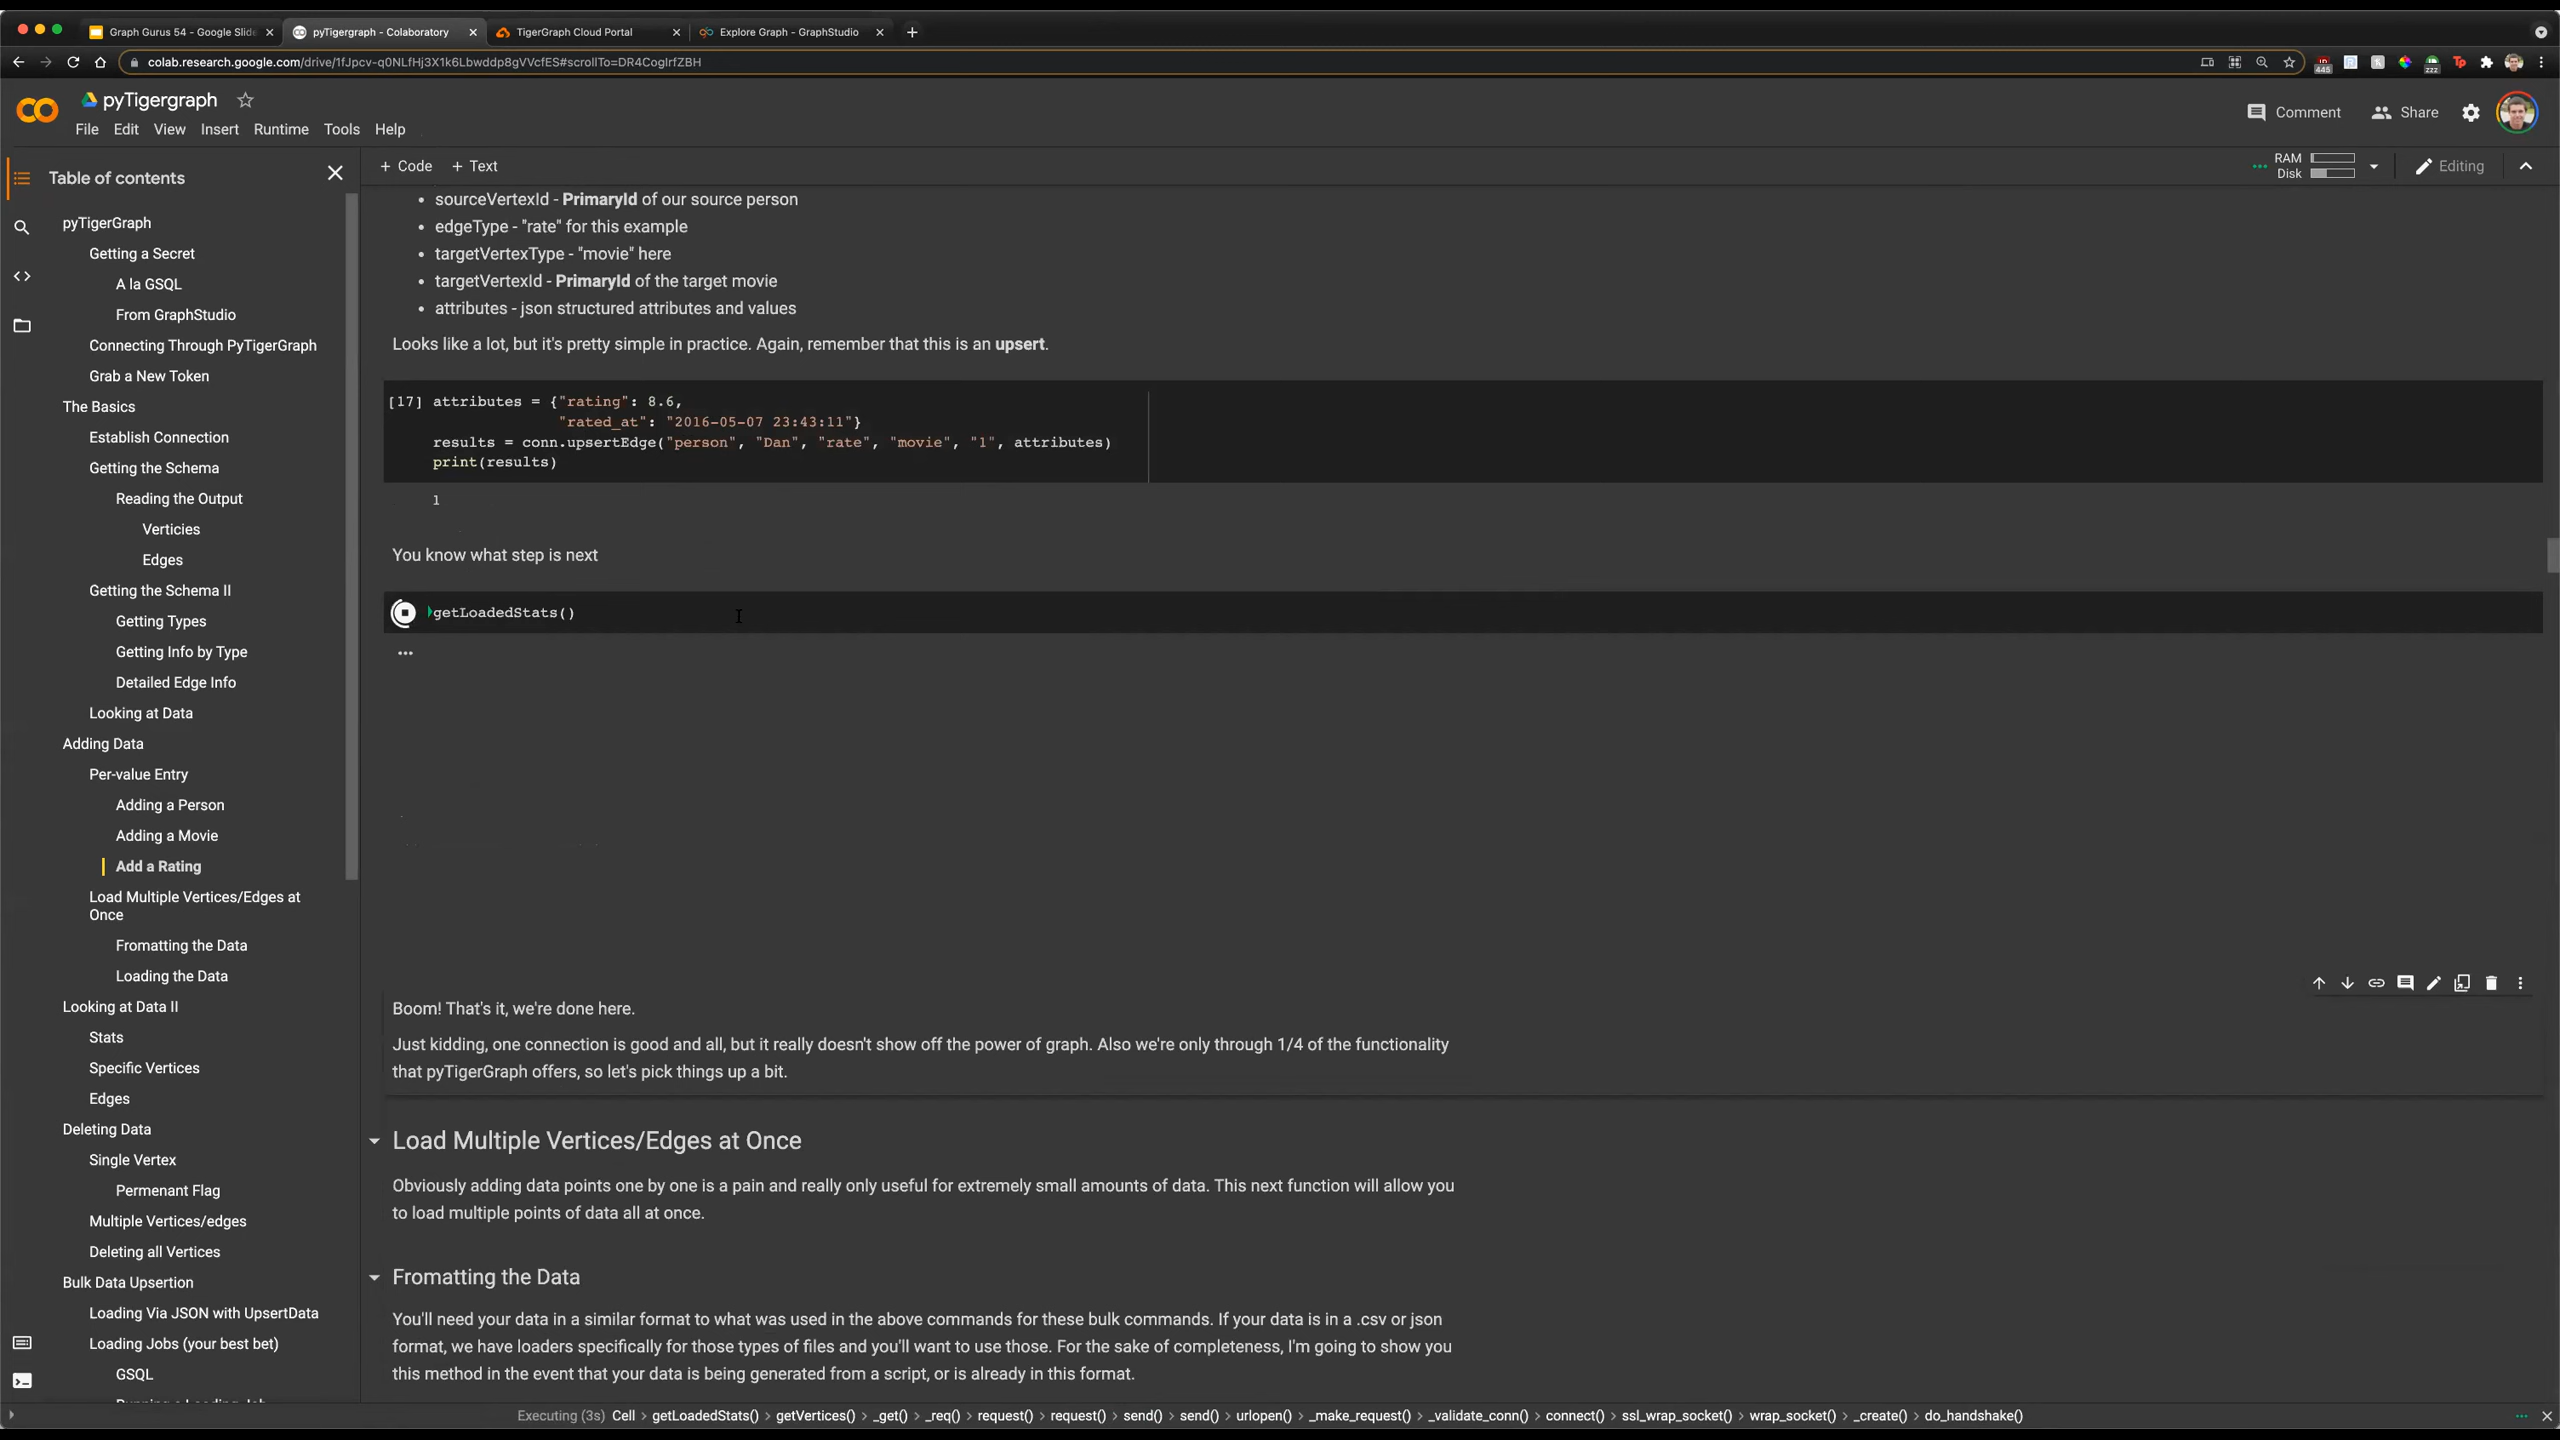 Graph Gurus 54 - Google Slide
pyTigergraph - Colaboratory
TigerGraph Cloud Portal
Explore Graph - GraphStudio
colab.research.google.com/drive/1fJpcv-q0NLfHj3X1k6Lbwddp8gVVcfES#scrollTo=DR4CogIrfZBH
pyTigergraph
File Edit View Insert Runtime Tools Help
Comment
Share
Table of contents
+ Code + Text
RAM
Disk
Editing
pyTigerGraph
Getting a Secret
A la GSQL
From GraphStudio
Connecting Through PyTigerGraph
Grab a New Token
The Basics
Establish Connection
Getting the Schema
Reading the Output
Verticies
Edges
Getting the Schema II
Getting Types
Getting Info by Type
Detailed Edge Info
Looking at Data
Adding Data
Per-value Entry
Adding a Person
Adding a Movie
Add a Rating
Load Multiple Vertices/Edges at
Once
Fromatting the Data
Loading the Data
Looking at Data II
Stats
Specific Vertices
Edges
Deleting Data
Single Vertex
Permenant Flag
Multiple Vertices/edges
Deleting all Vertices
Bulk Data Upsertion
Loading Via JSON with UpsertData
Loading Jobs (your best bet)
GSQL
• sourceVertexId - PrimaryId of our source person
• edgeType - "rate" for this example
• targetVertexType - "movie" here
• targetVertexId - PrimaryId of the target movie
• attributes - json structured attributes and values
Looks like a lot, but it's pretty simple in practice. Again, remember that this is an upsert.
[17] attributes = {"rating": 8.6,
"rated_at": "2016-05-07 23:43:11"}
results = conn.upsertEdge("person", "Dan", "rate", "movie", "1", attributes)
print(results)
1
You know what step is next
getLoadedStats()
...
Boom! That's it, we're done here.
Just kidding, one connection is good and all, but it really doesn't show off the power of graph. Also we're only through 1/4 of the functionality
that pyTigerGraph offers, so let's pick things up a bit.
Load Multiple Vertices/Edges at Once
Obviously adding data points one by one is a pain and really only useful for extremely small amounts of data. This next function will allow you
to load multiple points of data all at once.
Fromatting the Data
You'll need your data in a similar format to what was used in the above commands for these bulk commands. If your data is in a .csv or json
format, we have loaders specifically for those types of files and you'll want to use those. For the sake of completeness, I'm going to show you
this method in the event that your data is being generated from a script, or is already in this format.
Executing (3s) Cell > getLoadedStats() > getVertices() > _get() > _req() > request() > request() > send() > send() > urlopen() > _make_request() > _validate_conn() > connect() > ssl_wrap_socket() > wrap_socket() > _create() > do_handshake()